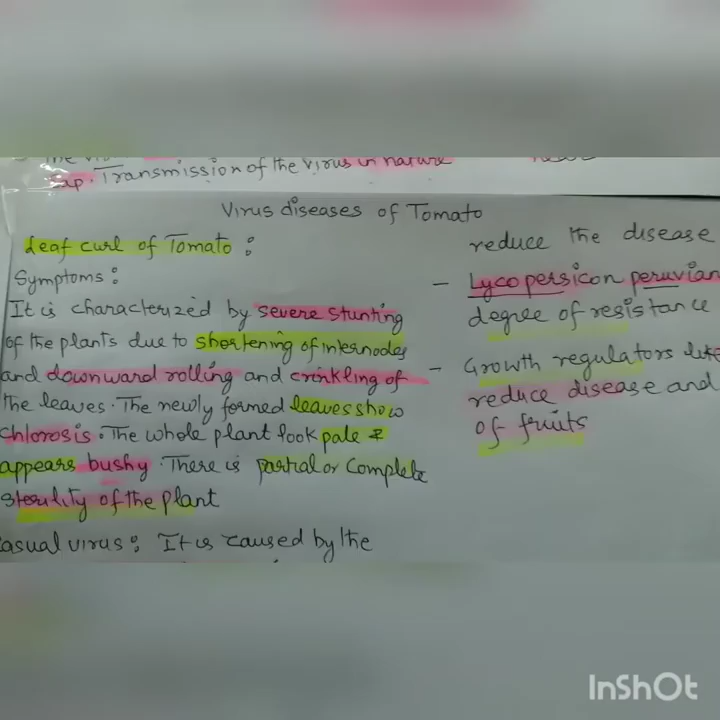 Sap. Transmission of the virus in nature
Virus diseases of Tomato
Leaf curl of Tomato :
Symptoms :
It is characterized by severe stunting
of the plants due to shortening of internodes
and downward rolling and crinkling of
the leaves. The newly formed leaves show
chlorosis. The whole plant look pale &
appears bushy. There is partial or complete
sterility of the plant
casual virus : It is caused by the
reduce the disease
- Lycopersicon peruvian
degree of resistance
- Growth regulators like
reduce disease and
of fruits
InShOt